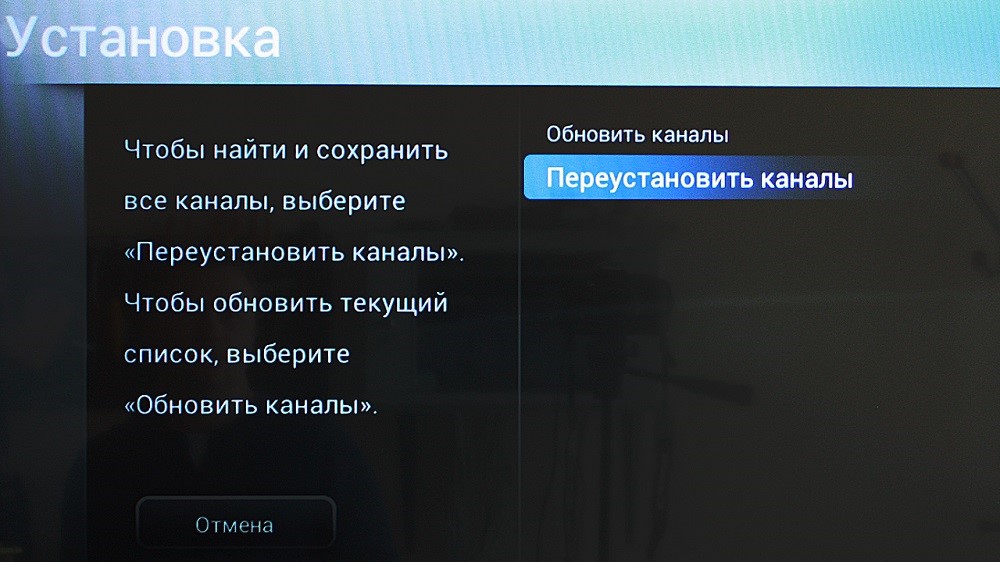 Установка
Чтобы найти и сохранить
все каналы, выберите
«Переустановить каналы».
Чтобы обновить текущий
список, выберите
«Обновить каналы».
Отмена
Обновить каналы
Переустановить каналы